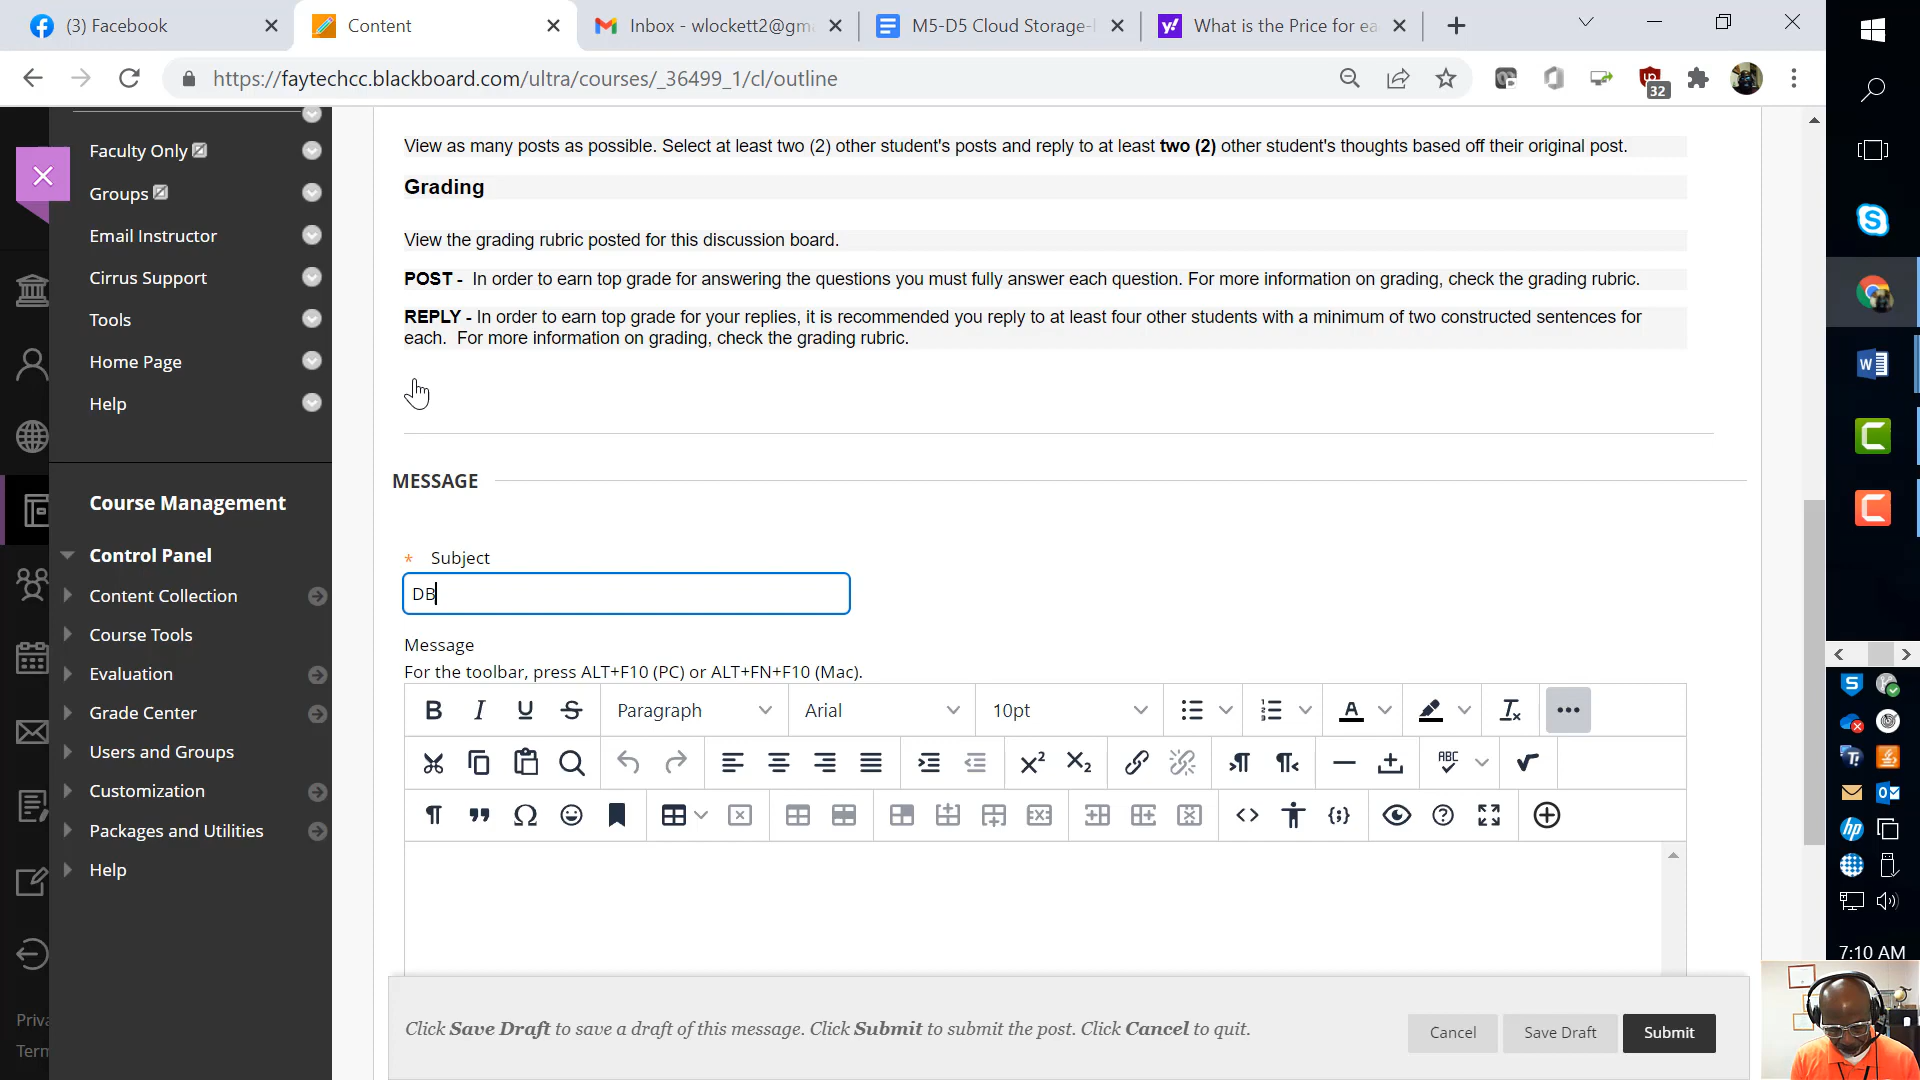 (3) Facebook
Content
Inbox - wlockett2@gm
M5-D5 Cloud Storage-
What is the Price for ea
https://faytechcc.blackboard.com/ultra/courses/_36499_1/cl/outline
32
Faculty Only
Groups
Email Instructor
Cirrus Support
Tools
Home Page
Help
Course Management
Control Panel
Content Collection
Course Tools
Evaluation
Grade Center
Users and Groups
Customization
Packages and Utilities
Help
Priva
Term
View as many posts as possible. Select at least two (2) other student's posts and reply to at least two (2) other student's thoughts based off their original post.
Grading
View the grading rubric posted for this discussion board.
POST - In order to earn top grade for answering the questions you must fully answer each question. For more information on grading, check the grading rubric.
REPLY - In order to earn top grade for your replies, it is recommended you reply to at least four other students with a minimum of two constructed sentences for
each. For more information on grading, check the grading rubric.
MESSAGE
* Subject
DB
Message
For the toolbar, press ALT+F10 (PC) or ALT+FN+F10 (Mac).
Paragraph
Arial
10pt
Click Save Draft to save a draft of this message. Click Submit to submit the post. Click Cancel to quit.
Cancel
Save Draft
Submit
7:10 AM